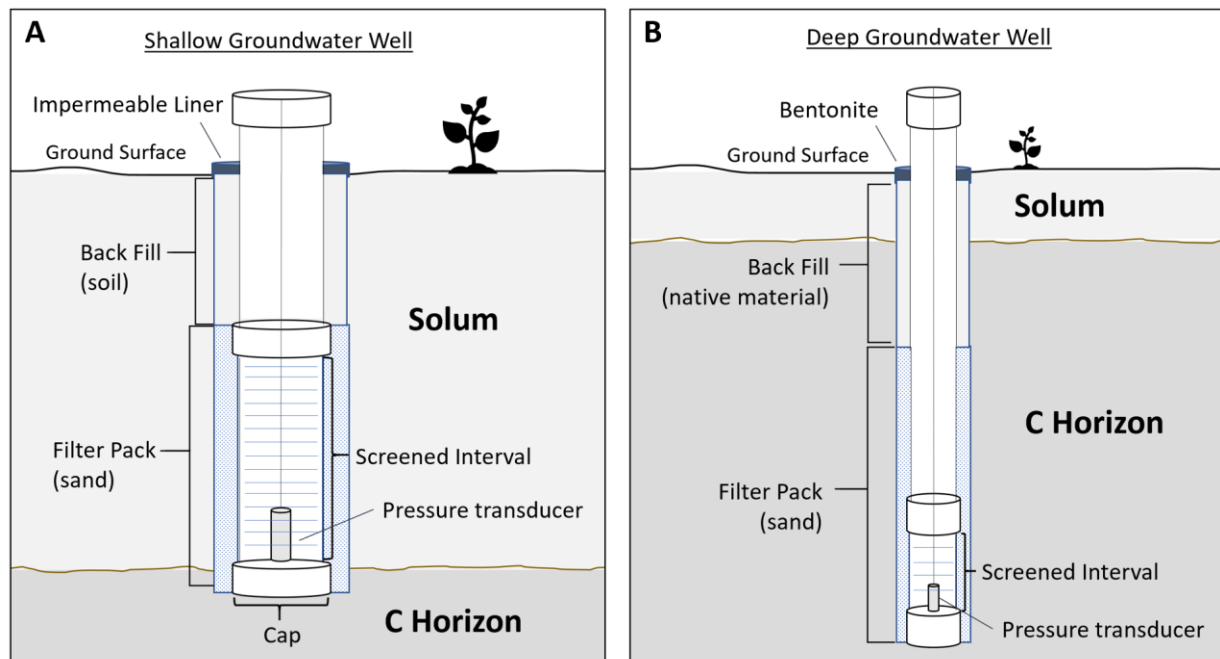 A
Shallow Groundwater Well
Impermeable Liner
Ground Surface
Back Fill
(soil)
Solum
Filter Pack
(sand)
Screened Interval
Pressure transducer
Cap
C Horizon
B
Deep Groundwater Well
Bentonite
Ground Surface
Solum
Back Fill
(native material)
C Horizon
Filter Pack
(sand)
Screened Interval
Pressure transducer